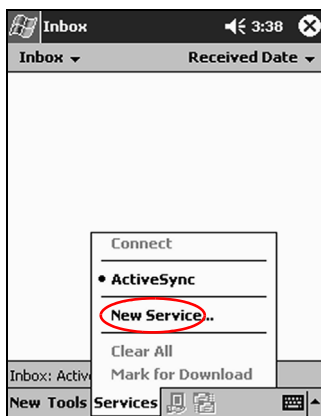 Inbox 3:38
Inbox Received Date
Connect
• ActiveSync
New Service...
Clear All
Mark for Download
Inbox: Activ
New Tools Services